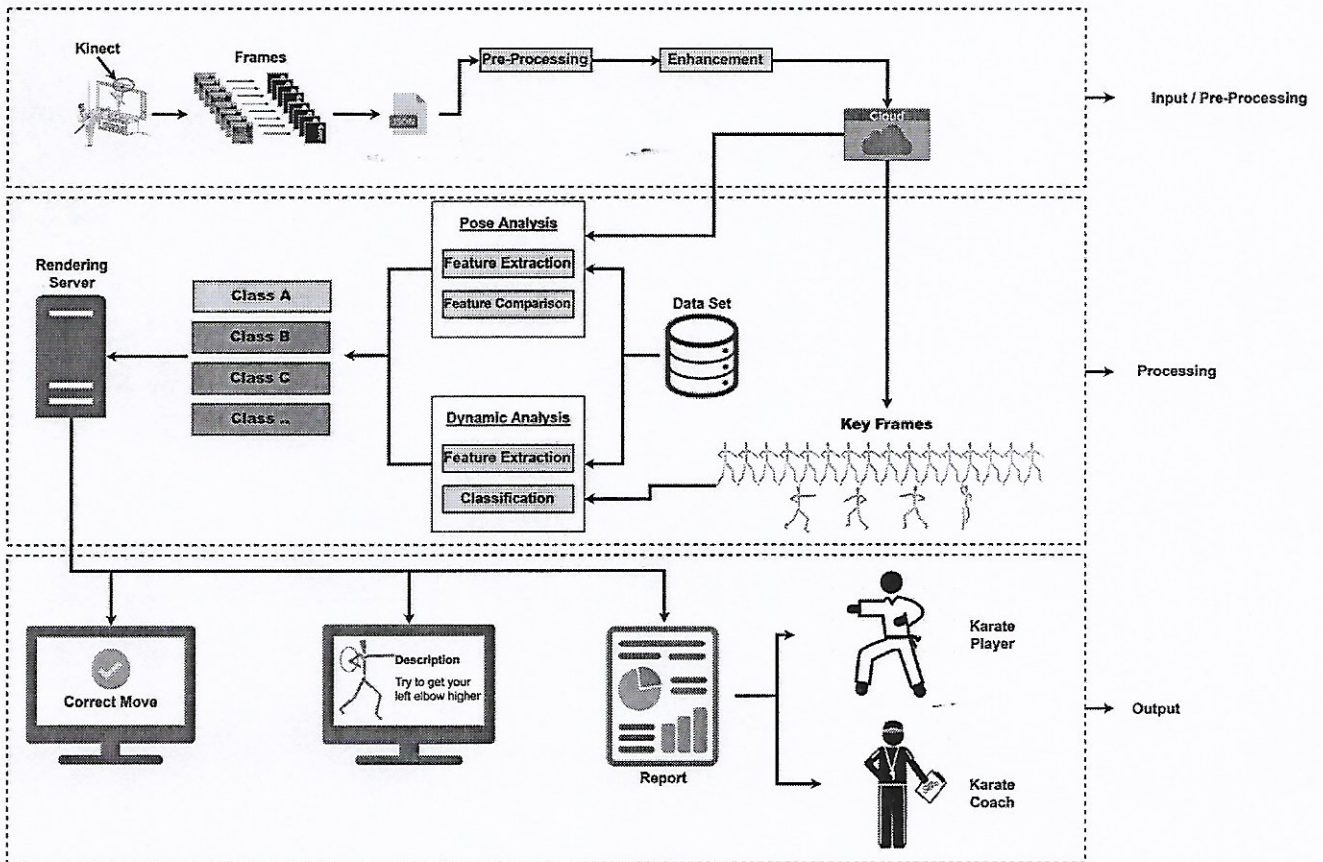 Kinect
Frames
JSON
Pre-Processing
Enhancement
Cloud
Input / Pre-Processing
Pose Analysis
Feature Extraction
Feature Comparison
Rendering
Server
Class A
Class B
Class C
Class ..
Data Set
Processing
Dynamic Analysis
Feature Extraction
Classification
Key Frames
Correct Move
Description
Try to get your
left elbow higher
Report
Karate
Player
Output
Karate
Coach